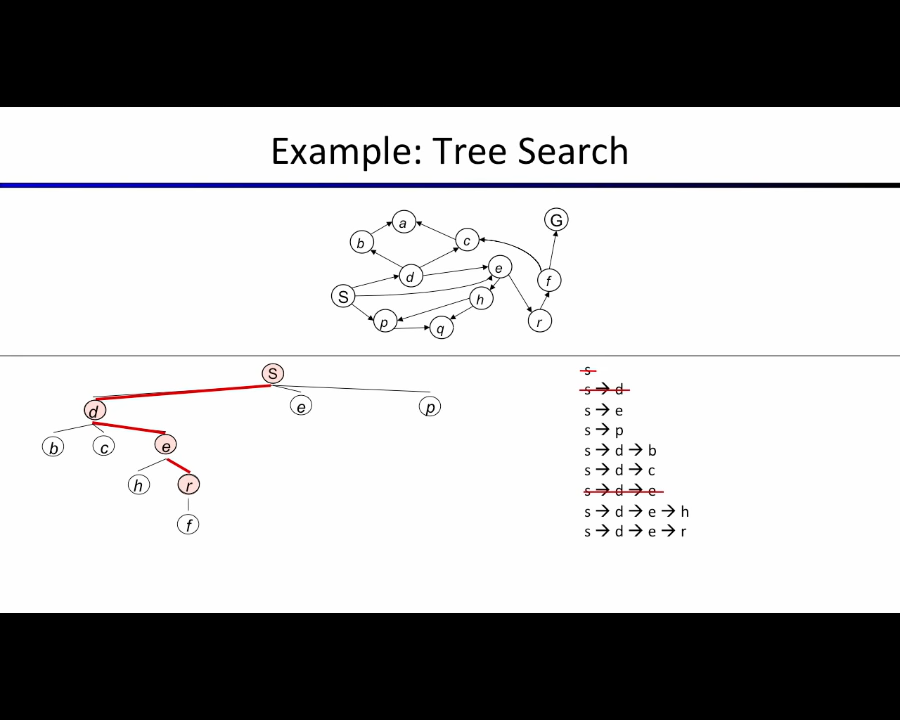 Example: Tree Search
G
a
b
c
e
d
f
S
h
p
q
r
S
d
e
p
b
c
e
h
r
f
s
s → d
s → e
s → p
s → d → b
s → d → c
s → d → e
s → d → e → h
s → d → e → r